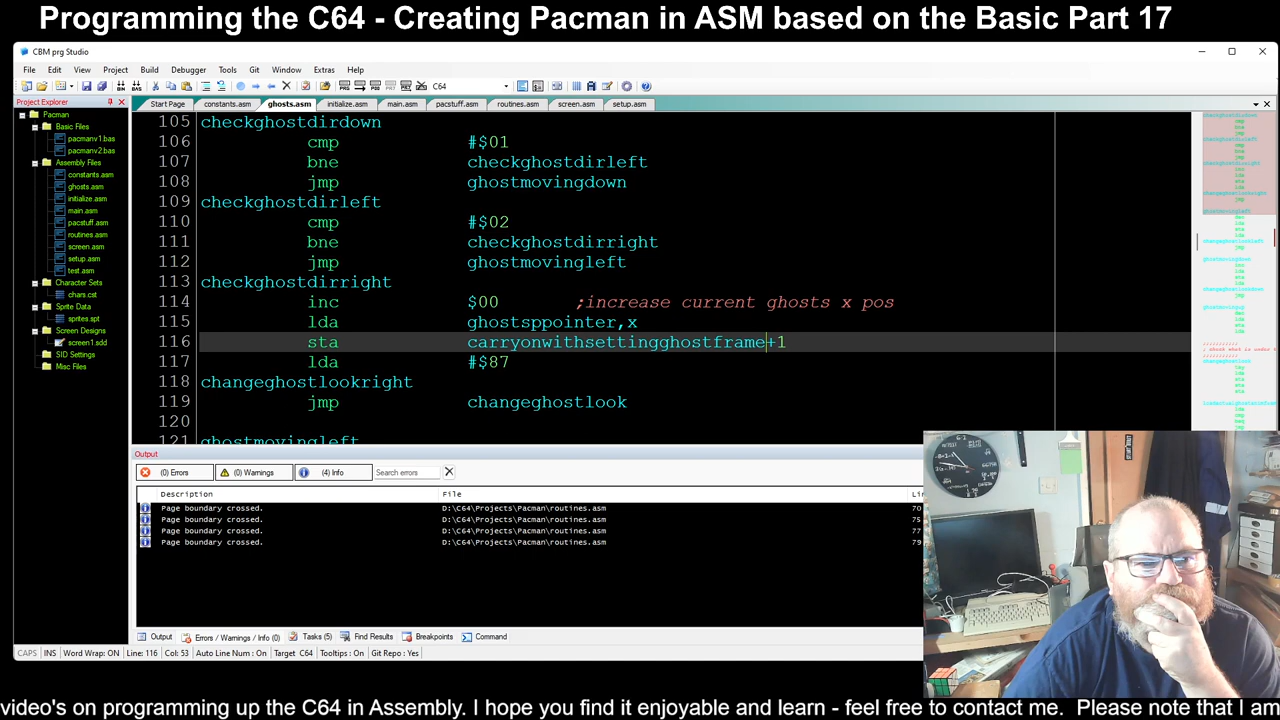 Programming the C64 - Creating Pacman in ASM based on the Basic Part 17
CBM prg Studio
File Edit View Project Build Debugger Tools Git Window Extras Help
C64
Project Explorer
Start Page constants.asm ghosts.asm initialize.asm main.asm pacstuff.asm routines.asm screen.asm setup.asm
Pacman
Basic Files
pacmanv1.bas
pacmanv2.bas
Assembly Files
constants.asm
ghosts.asm
initialize.asm
main.asm
pacstuff.asm
routines.asm
screen.asm
setup.asm
test.asm
Character Sets
chars.cst
Sprite Data
sprites.spt
Screen Designs
screen1.sdd
SID Settings
Misc Files
105 checkghostdirdown
106 cmp #$01
107 bne checkghostdirleft
108 jmp ghostmovingdown
109 checkghostdirleft
110 cmp #$02
111 bne checkghostdirright
112 jmp ghostmovingleft
113 checkghostdirright
114 inc $00 ;increase current ghosts x pos
115 lda ghostsppointer,x
116 sta carryonwithsettingghostframe+1
117 lda #$87
118 changeghostlookright
119 jmp changeghostlook
120
121 ghostmovingleft
Output
(0) Errors (0) Warnings (4) Info Search errors
Description File Li
Page boundary crossed. D:\C64\Projects\Pacman\routines.asm 70
Page boundary crossed. D:\C64\Projects\Pacman\routines.asm 75
Page boundary crossed. D:\C64\Projects\Pacman\routines.asm 77
Page boundary crossed. D:\C64\Projects\Pacman\routines.asm 79
Output Errors / Warnings / Info (0) Tasks (5) Find Results Breakpoints Command
CAPS INS Word Wrap: ON Line: 116 Col: 53 Auto Line Num : On Target C64 Tooltips : On Git Repo : Yes
video's on programming up the C64 in Assembly. I hope you find it enjoyable and learn - feel free to contact me. Please note that I am